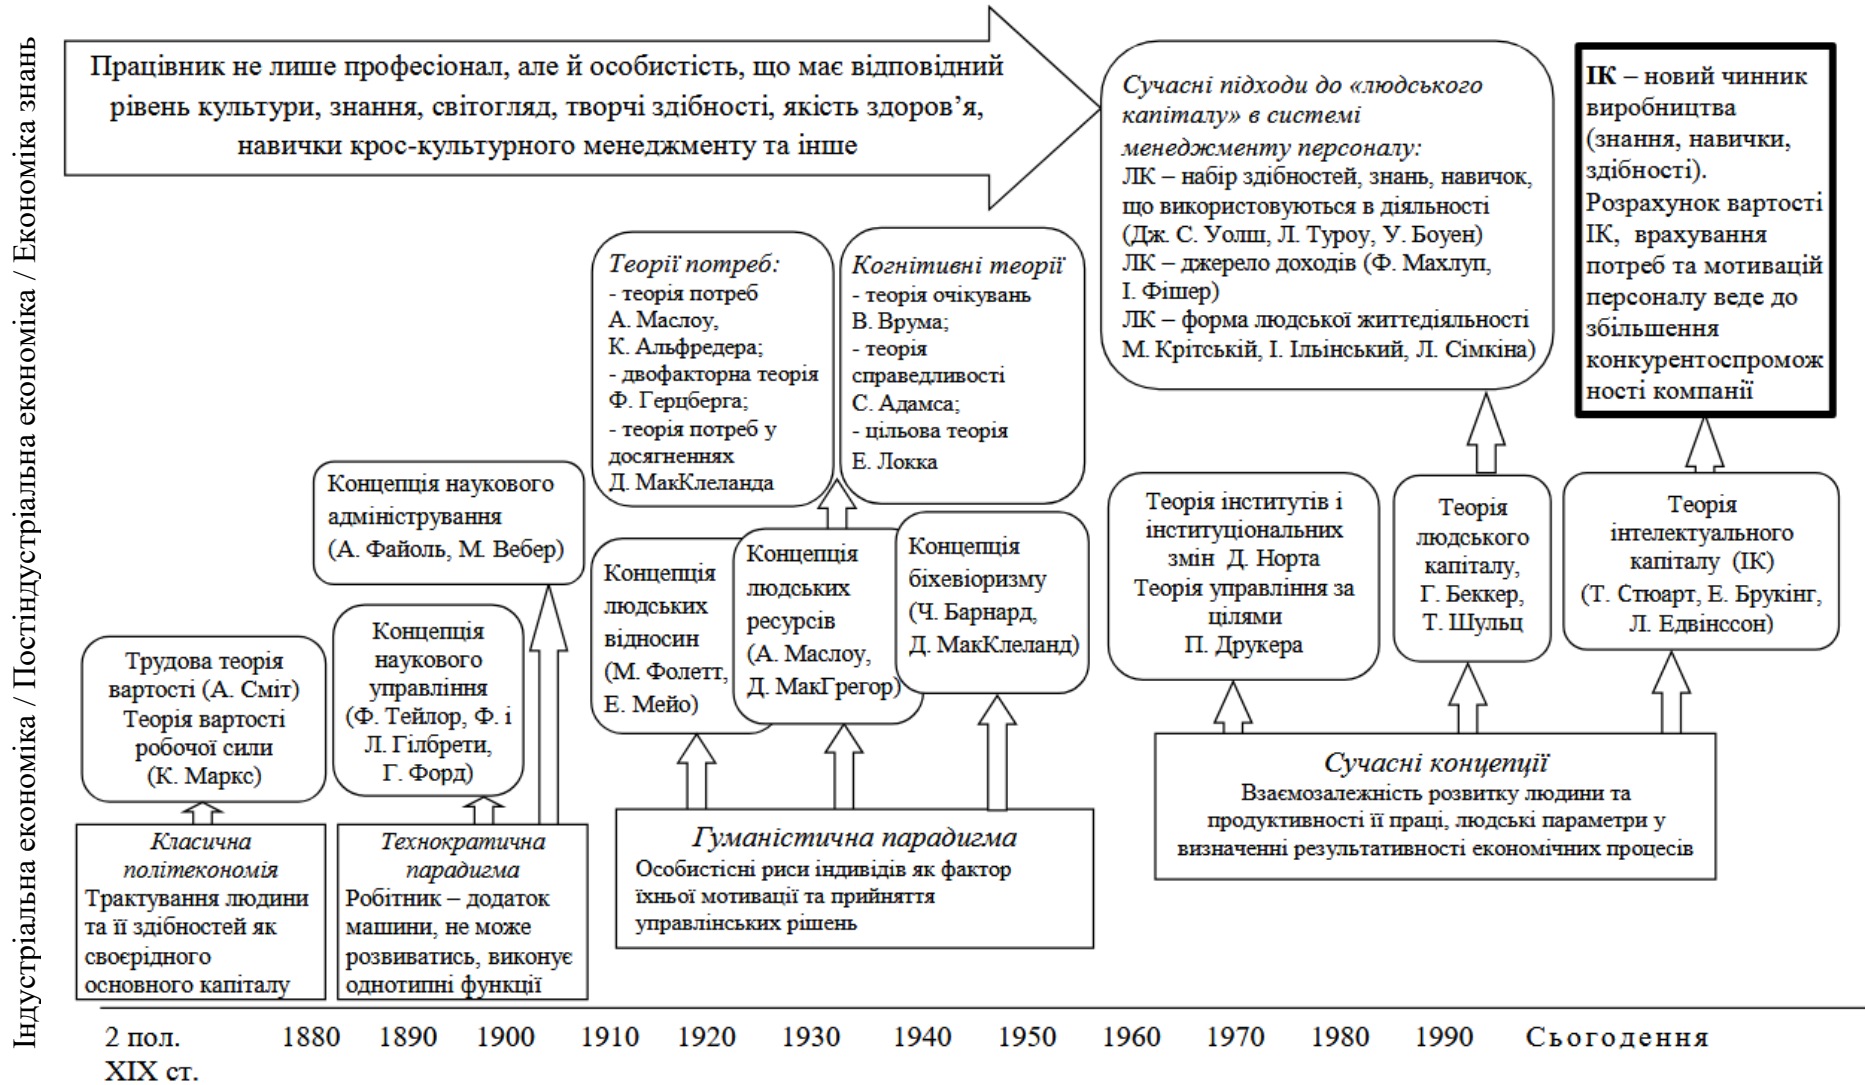 Індустріальна економіка / Постіндустріальна економіка / Економіка знань
Працівник не лише професіонал, але й особистість, що має відповідний
рівень культури, знання, світогляд, творчі здібності, якість здоров’я,
навички крос-культурного менеджменту та інше
Сучасні підходи до «людського
капіталу» в системі
менеджменту персоналу:
ЛК – набір здібностей, знань, навичок,
що використовуються в діяльності
(Дж. С. Уолш, Л. Туроу, У. Боуен)
ЛК – джерело доходів (Ф. Махлуп,
І. Фішер)
ЛК – форма людської життєдіяльності
М. Крітській, І. Ільінський, Л. Сімкіна)
ІК – новий чинник
виробництва
(знання, навички,
здібності).
Розрахунок вартості
ІК, врахування
потреб та мотивацій
персоналу веде до
збільшення
конкурентоспромож
ності компанії
Теорії потреб:
- теорія потреб
А. Маслоу,
К. Альфредера;
- двофакторна теорія
Ф. Герцберга;
- теорія потреб у
досягненнях
Д. МакКлеланда
Когнітивні теорії
- теорія очікувань
В. Врума;
- теорія
справедливості
С. Адамса;
- цільова теорія
Е. Локка
Концепція наукового
адміністрування
(А. Файоль, М. Вебер)
Трудова теорія
вартості (А. Сміт)
Теорія вартості
робочої сили
(К. Маркс)
Концепція
наукового
управління
(Ф. Тейлор, Ф. і
Л. Гілбрети,
Г. Форд)
Концепція
людських
відносин
(М. Фолетт,
Е. Мейо)
Концепція
людських
ресурсів
(А. Маслоу,
Д. МакГрегор)
Концепція
біхевіоризму
(Ч. Барнард,
Д. МакКлеланд)
Теорія інститутів і
інституціональних
змін Д. Норта
Теорія управління за
цілями
П. Друкера
Теорія
людського
капіталу,
Г. Беккер,
Т. Шульц
Теорія
інтелектуального
капіталу (ІК)
(Т. Стюарт, Е. Брукінг,
Л. Едвінссон)
Класична
політекономія
Трактування людини
та її здібностей як
своєрідного
основного капіталу
Технократична
парадигма
Робітник – додаток
машини, не може
розвиватись, виконує
однотипні функції
Гуманістична парадигма
Особистісні риси індивідів як фактор
їхньої мотивації та прийняття
управлінських рішень
Сучасні концепції
Взаємозалежність розвитку людини та
продуктивності її праці, людські параметри у
визначенні результативності економічних процесів
2 пол.
XIX ст.
1880 1890 1900 1910 1920 1930 1940 1950 1960 1970 1980 1990 Сьогодення